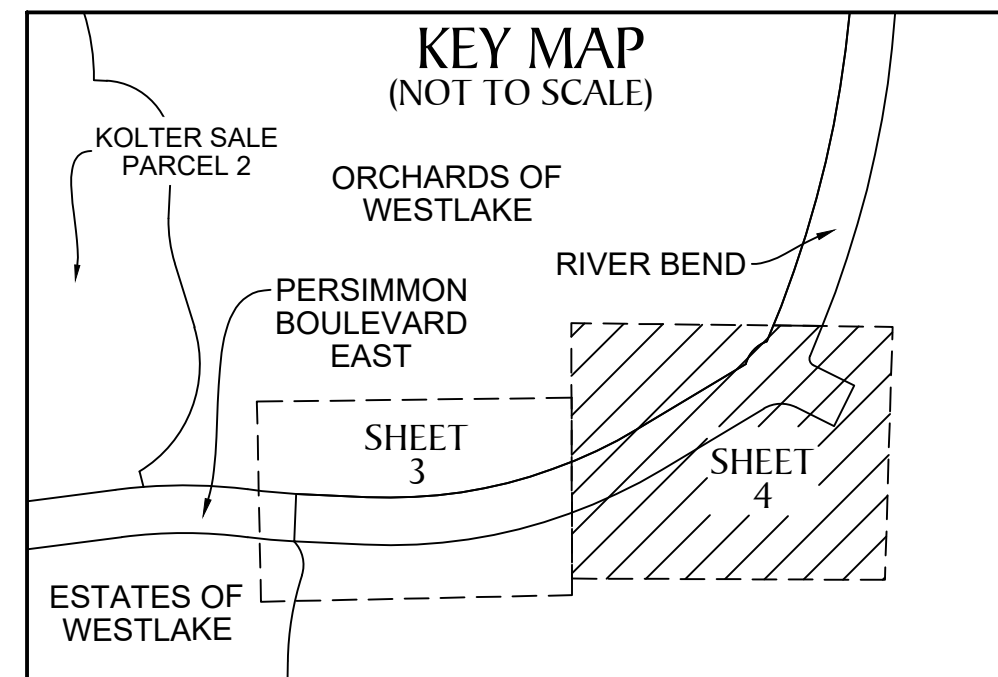 KEY MAP
(NOT TO SCALE)
KOLTER SALE
PARCEL 2
ORCHARDS OF
WESTLAKE
RIVER BEND
PERSIMMON
BOULEVARD
EAST
SHEET
3
SHEET
4
ESTATES OF
WESTLAKE